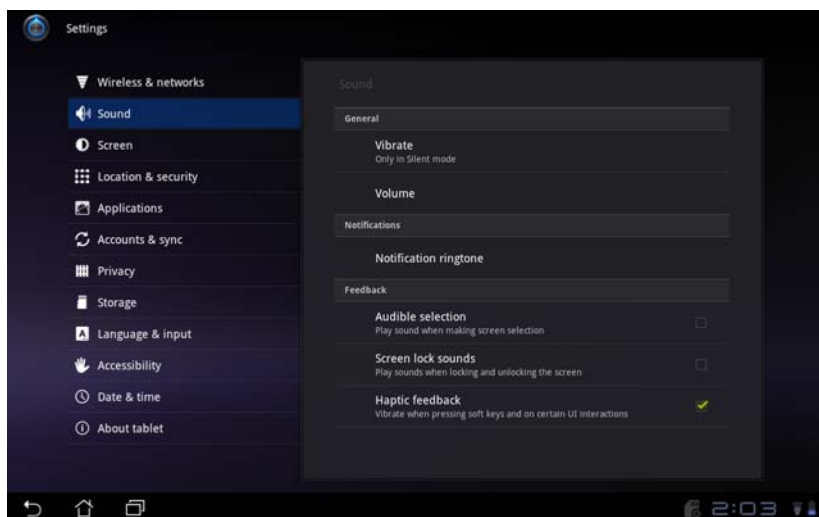 Settings
Wireless & networks
Sound
Screen
Location & security
Applications
Accounts & sync
Privacy
Storage
Language & input
Accessibility
Date & time
About tablet
Sound
General
Vibrate
Only in Silent mode
Volume
Notifications
Notification ringtone
Feedback
Audible selection
Play sound when making screen selection
Screen lock sounds
Play sounds when locking and unlocking the screen
Haptic feedback
Vibrate when pressing soft keys and on certain UI interactions
2:03